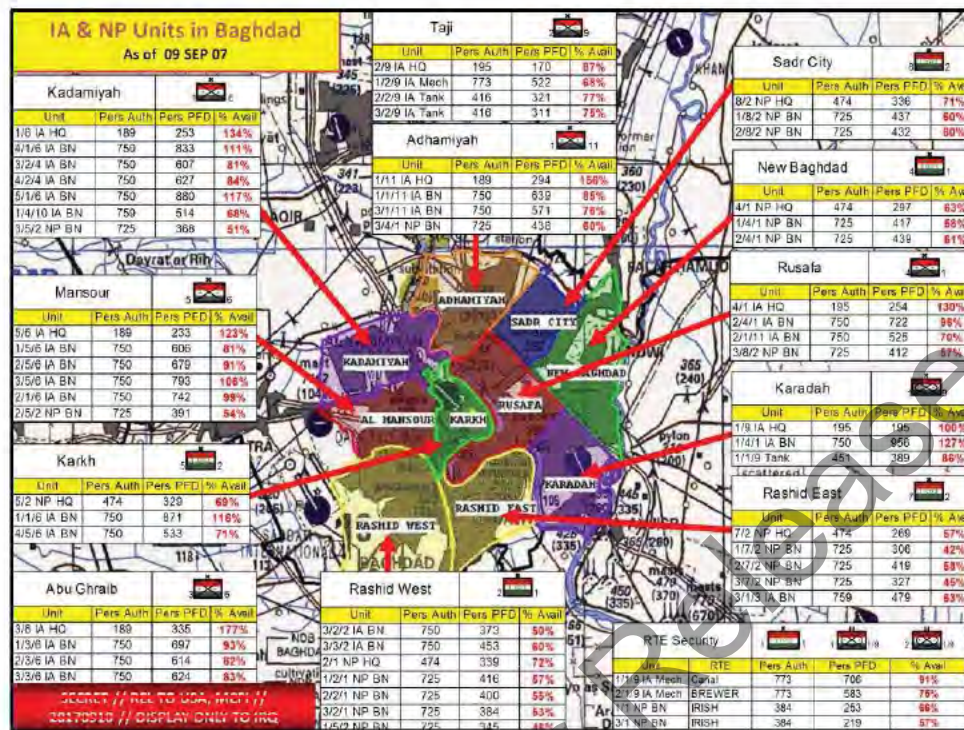 IA & NP Units in Baghdad
As of 09 SEP 07
Kadamiyah
Unit Pers Auth Pers PFD % Avail
1/6 IA HQ 189 253 134%
4/1/6 IA BN 750 833 111%
3/2/4 IA BN 750 607 81%
4/2/4 IA BN 750 627 84%
5/1/6 IA BN 750 880 117%
1/4/10 IA BN 750 514 68%
3/5/2 NP BN 725 368 51%
Mansour
Unit Pers Auth Pers PFD % Avail
5/6 IA HQ 189 233 123%
1/5/6 IA BN 750 606 81%
2/5/6 IA BN 750 679 91%
3/5/6 IA BN 750 793 106%
2/1/6 IA BN 750 742 99%
2/5/2 NP BN 725 391 54%
Karkh
Unit Pers Auth Pers PFD % Avail
5/2 NP HQ 474 329 69%
1/1/6 IA BN 750 871 116%
4/5/6 IA BN 750 533 71%
Abu Ghraib
Unit Pers Auth Pers PFD % Avail
3/6 IA HQ 189 335 177%
1/3/6 IA BN 750 697 93%
2/3/6 IA BN 750 614 82%
3/3/6 IA BN 750 624 83%
SECRET // REL TO USA, MCFI //
20170910 // DISPLAY ONLY TO IRQ
Taji
Unit Pers Auth Pers PFD % Avail
2/9 IA HQ 195 170 87%
1/2/9 IA Mech 773 522 68%
2/2/9 IA Tank 416 321 77%
3/2/9 IA Tank 416 311 75%
Adhamiyah
Unit Pers Auth Pers PFD % Avail
1/11 IA HQ 189 294 156%
1/1/11 IA BN 750 639 85%
3/1/11 IA BN 750 571 76%
3/4/1 NP BN 725 438 60%
ADHAMIYAH
SADR CITY
KADAMIYAH
NEW BAGHDAD
RUSAFA
AL MANSOUR
KARKH
KARADAH
RASHID EAST
RASHID WEST
BAGHDAD
Rashid West
Unit Pers Auth Pers PFD % Avail
3/2/2 IA BN 750 373 50%
3/3/2 IA BN 750 453 60%
2/1 NP HQ 474 339 72%
1/2/1 NP BN 725 416 57%
2/2/1 NP BN 725 400 55%
3/2/1 NP BN 725 384 53%
1/5/2 NP BN 725 345 48%
Sadr City
Unit Pers Auth Pers PFD % Avail
8/2 NP HQ 474 336 71%
1/8/2 NP BN 725 437 60%
2/8/2 NP BN 725 432 60%
New Baghdad
Unit Pers Auth Pers PFD % Avail
4/1 NP HQ 474 297 63%
1/4/1 NP BN 725 417 58%
2/4/1 NP BN 725 439 61%
Rusafa
Unit Pers Auth Pers PFD % Avail
4/1 IA HQ 195 254 130%
2/4/1 IA BN 750 722 96%
2/1/11 IA BN 750 525 70%
3/8/2 NP BN 725 412 57%
Karadah
Unit Pers Auth Pers PFD % Avail
1/9 IA HQ 195 195 100%
1/4/1 IA BN 750 956 127%
1/1/9 Tank 451 389 86%
Rashid East
Unit Pers Auth Pers PFD % Avail
7/2 NP HQ 474 269 57%
1/7/2 NP BN 725 306 42%
2/7/2 NP BN 725 419 58%
3/7/2 NP BN 725 327 45%
3/1/3 IA BN 759 479 63%
RTE Security
Unit RTE Pers Auth Pers PFD % Avail
1/1/9 IA Mech Canal 773 706 91%
2/1/9 IA Mech BREWER 773 583 75%
1/1 NP BN IRISH 384 253 66%
3/1 NP BN IRISH 384 219 57%